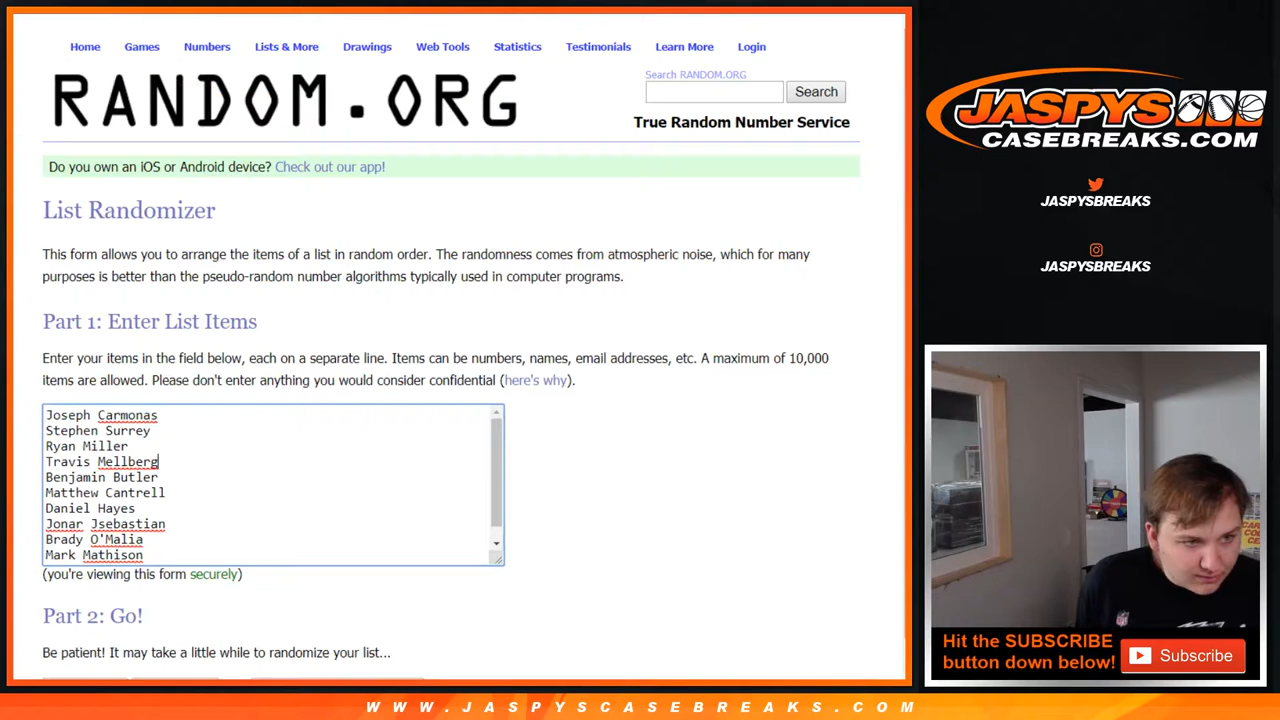 Home Games Numbers Lists & More Drawings Web Tools Statistics Testimonials Learn More Login
RANDOM.ORG
Search RANDOM.ORG
Search
True Random Number Service
Do you own an iOS or Android device? Check out our app!
List Randomizer
This form allows you to arrange the items of a list in random order. The randomness comes from atmospheric noise, which for many
purposes is better than the pseudo-random number algorithms typically used in computer programs.
Part 1: Enter List Items
Enter your items in the field below, each on a separate line. Items can be numbers, names, email addresses, etc. A maximum of 10,000
items are allowed. Please don't enter anything you would consider confidential (here's why).
Joseph Carmonas
Stephen Surrey
Ryan Miller
Travis Mellberg
Benjamin Butler
Matthew Cantrell
Daniel Hayes
Jonar Jsebastian
Brady O'Malia
Mark Mathison
(you're viewing this form securely)
Part 2: Go!
Be patient! It may take a little while to randomize your list...
JASPYS
CASEBREAKS.COM
JASPYSBREAKS
JASPYSBREAKS
Hit the SUBSCRIBE
button down below!
Subscribe
WWW.JASPYSCASEBREAKS.COM